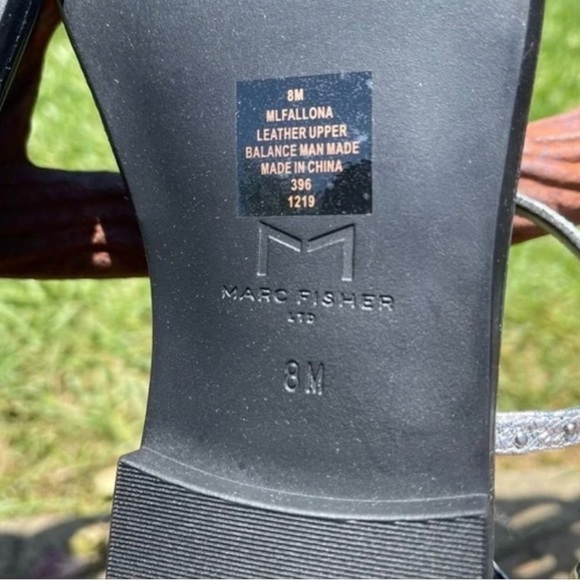 8M
MLFALLONA
LEATHER UPPER
BALANCE MAN MADE
MADE IN CHINA
396
1219
MARC FISHER
LTD
8M